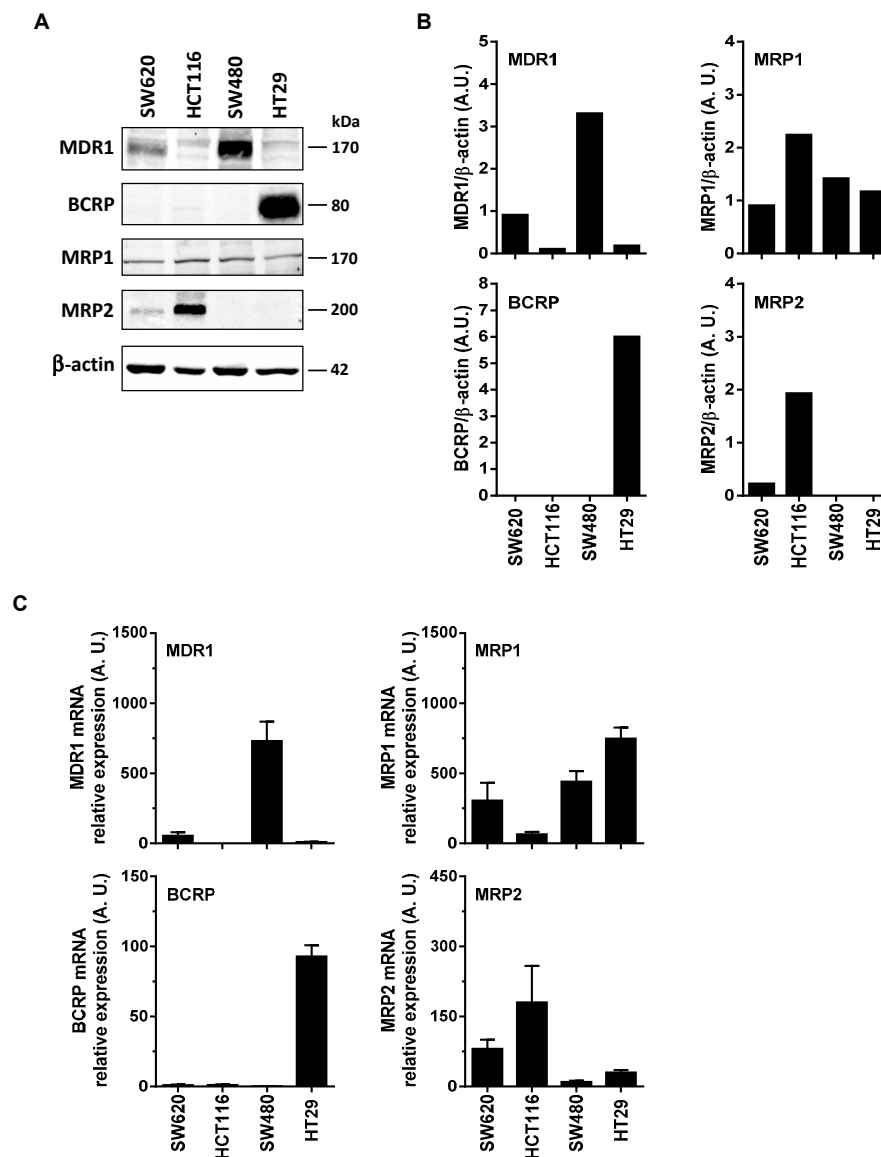 A
SW620
HCT116
SW480
HT29
kDa
MDR1
170
BCRP
80
MRP1
170
MRP2
200
β-actin
42
B
MDR1/β-actin (A.U.)
5
4
3
2
1
0
MDR1
MRP1/β-actin (A. U.)
3
2
1
0
MRP1
BCRP/β-actin (A.U.)
8
7
6
5
4
3
2
1
0
BCRP
SW620
HCT116
SW480
HT29
MRP2/β-actin (A. U.)
4
3
2
1
0
MRP2
SW620
HCT116
SW480
HT29
C
MDR1 mRNA
relative expression (A. U.)
1500
1000
500
0
MDR1
MRP1 mRNA
relative expression (A. U.)
1500
1000
500
0
MRP1
BCRP mRNA
relative expression (A. U.)
150
100
50
0
BCRP
SW620
HCT116
SW480
HT29
MRP2 mRNA
relative expression (A. U.)
450
300
150
0
MRP2
SW620
HCT116
SW480
HT29